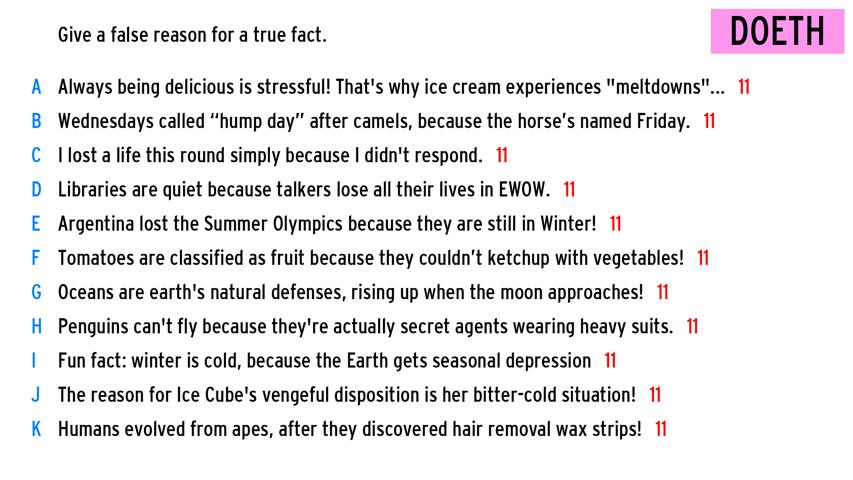 Give a false reason for a true fact.
DOETH
A Always being delicious is stressful! That's why ice cream experiences "meltdowns"... 11
B Wednesdays called “hump day” after camels, because the horse’s named Friday. 11
C I lost a life this round simply because I didn't respond. 11
D Libraries are quiet because talkers lose all their lives in EWOW. 11
E Argentina lost the Summer Olympics because they are still in Winter! 11
F Tomatoes are classified as fruit because they couldn’t ketchup with vegetables! 11
G Oceans are earth's natural defenses, rising up when the moon approaches! 11
H Penguins can't fly because they're actually secret agents wearing heavy suits. 11
I Fun fact: winter is cold, because the Earth gets seasonal depression 11
J The reason for Ice Cube's vengeful disposition is her bitter-cold situation! 11
K Humans evolved from apes, after they discovered hair removal wax strips! 11